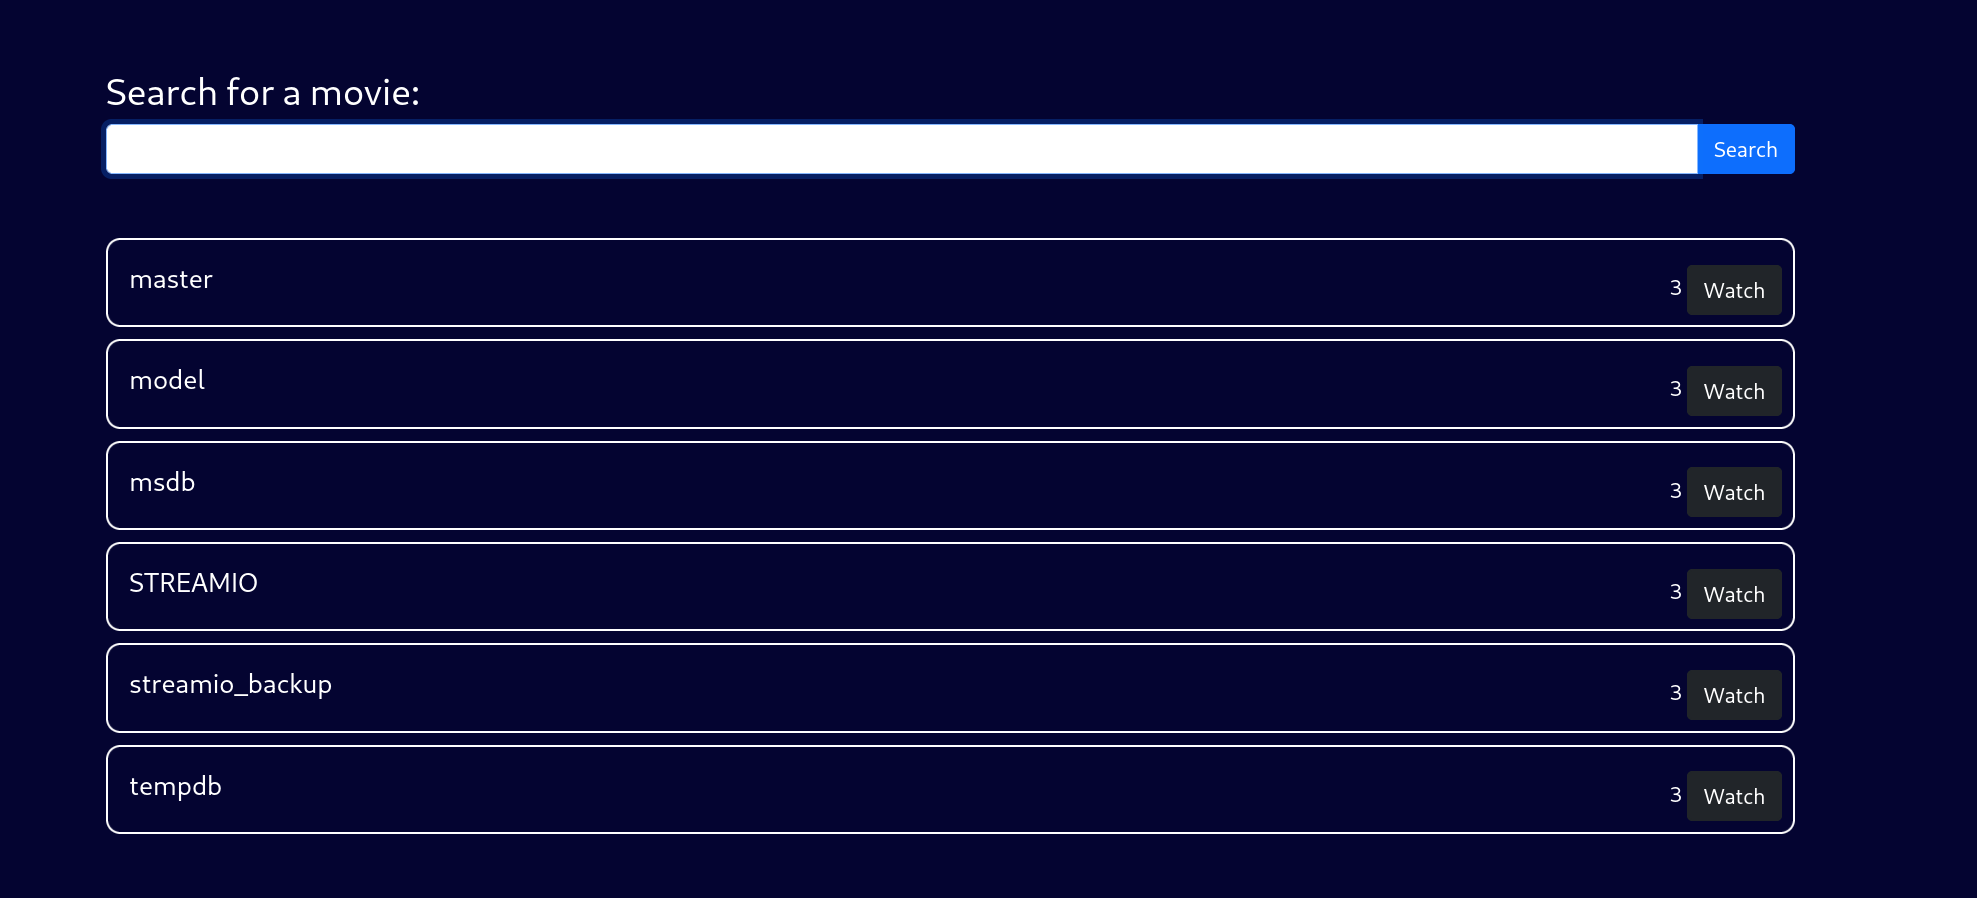 Search for a movie:
Search
master
3 Watch
model
3 Watch
msdb
3 Watch
STREAMIO
3 Watch
streamio_backup
3 Watch
tempdb
3 Watch